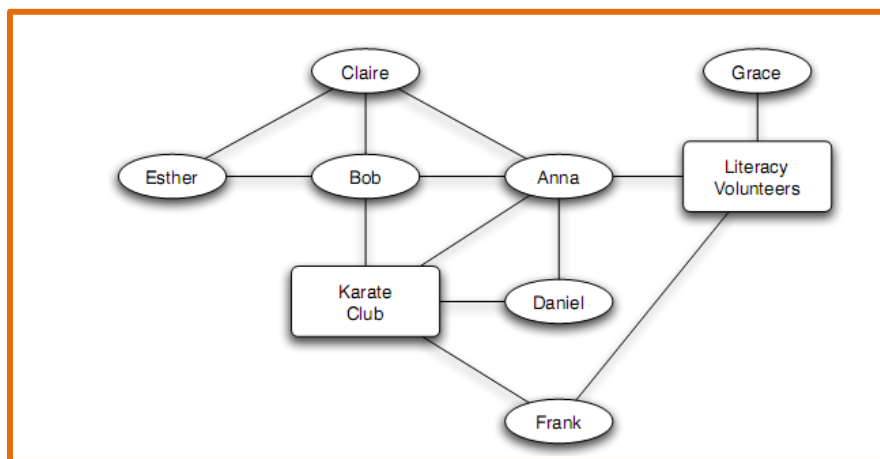 Claire
Grace
Esther
Bob
Anna
Literacy
Volunteers
Karate
Club
Daniel
Frank